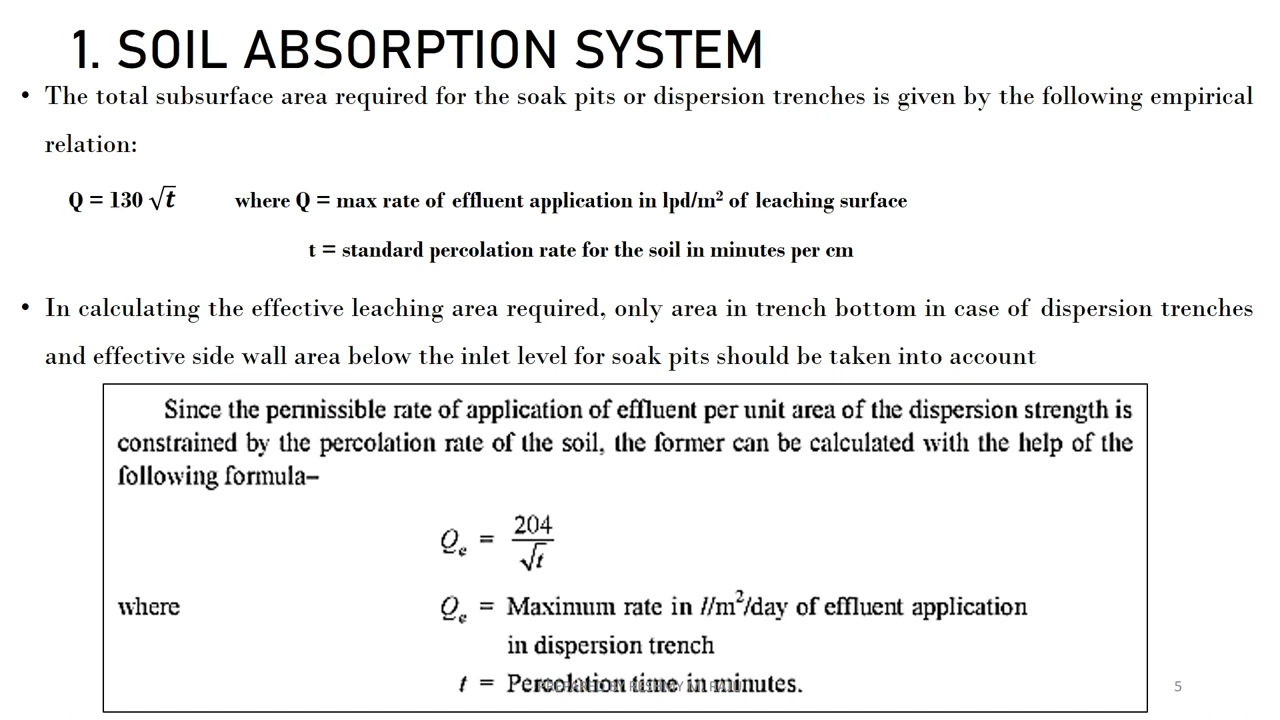 1. SOIL ABSORPTION SYSTEM
• The total subsurface area required for the soak pits or dispersion trenches is given by the following empirical
relation:
Q = 130 √t where Q = max rate of effluent application in lpd/m² of leaching surface
t = standard percolation rate for the soil in minutes per cm
• In calculating the effective leaching area required, only area in trench bottom in case of dispersion trenches
and effective side wall area below the inlet level for soak pits should be taken into account
Since the permissible rate of application of effluent per unit area of the dispersion strength is
constrained by the percolation rate of the soil, the former can be calculated with the help of the
following formula–
Qe = 204/√t
where Qe = Maximum rate in l/m²/day of effluent application
in dispersion trench
t = Percolation time in minutes.
5